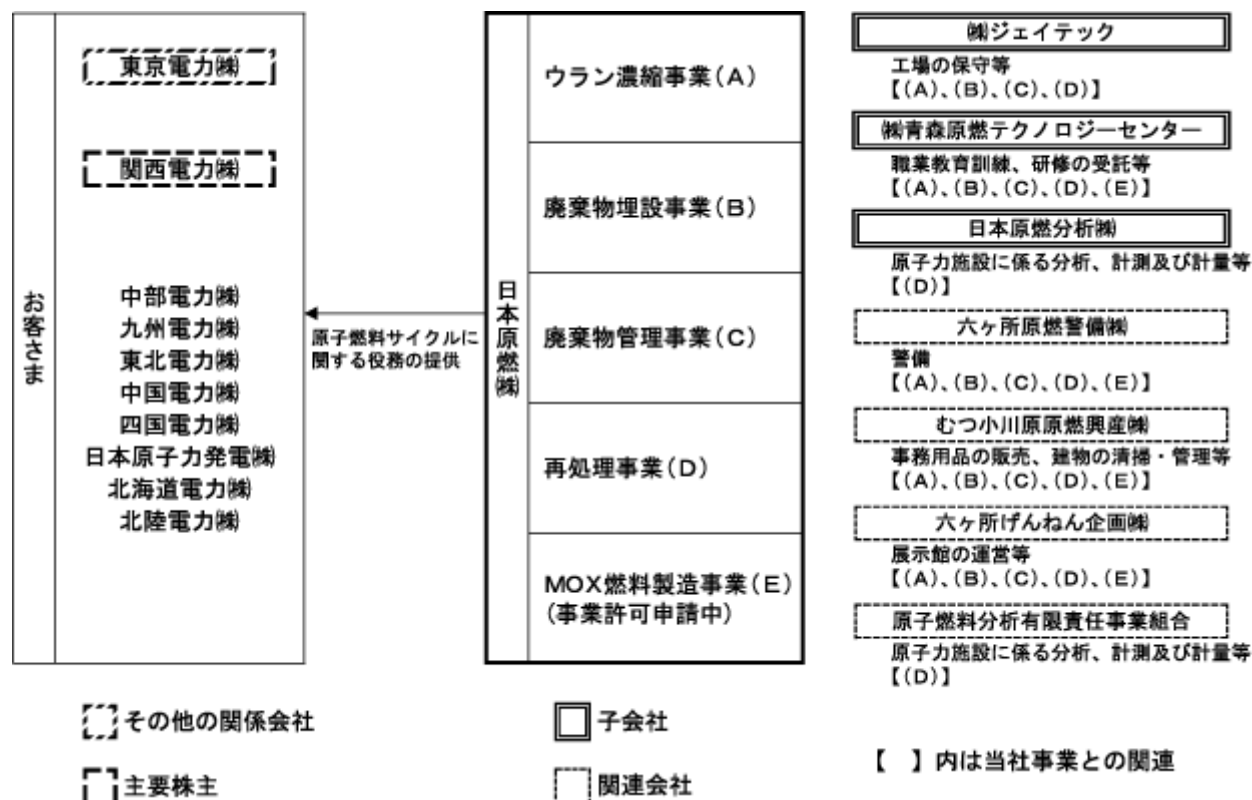 お客さま
東京電力㈱
関西電力㈱
中部電力㈱
九州電力㈱
東北電力㈱
中国電力㈱
四国電力㈱
日本原子力発電㈱
北海道電力㈱
北陸電力㈱
原子燃料サイクルに
関する役務の提供
日本原燃㈱
ウラン濃縮事業(A)
廃棄物埋設事業(B)
廃棄物管理事業(C)
再処理事業(D)
MOX燃料製造事業(E)
(事業許可申請中)
㈱ジェイテック
工場の保守等
【(A)、(B)、(C)、(D)】
㈱青森原燃テクノロジーセンター
職業教育訓練、研修の受託等
【(A)、(B)、(C)、(D)、(E)】
日本原燃分析㈱
原子力施設に係る分析、計測及び計量等
【(D)】
六ヶ所原燃警備㈱
警備
【(A)、(B)、(C)、(D)、(E)】
むつ小川原原燃興産㈱
事務用品の販売、建物の清掃・管理等
【(A)、(B)、(C)、(D)、(E)】
六ヶ所げんねん企画㈱
展示館の運営等
【(A)、(B)、(C)、(D)、(E)】
原子燃料分析有限責任事業組合
原子力施設に係る分析、計測及び計量等
【(D)】
その他の関係会社
主要株主
子会社
関連会社
【 】内は当社事業との関連